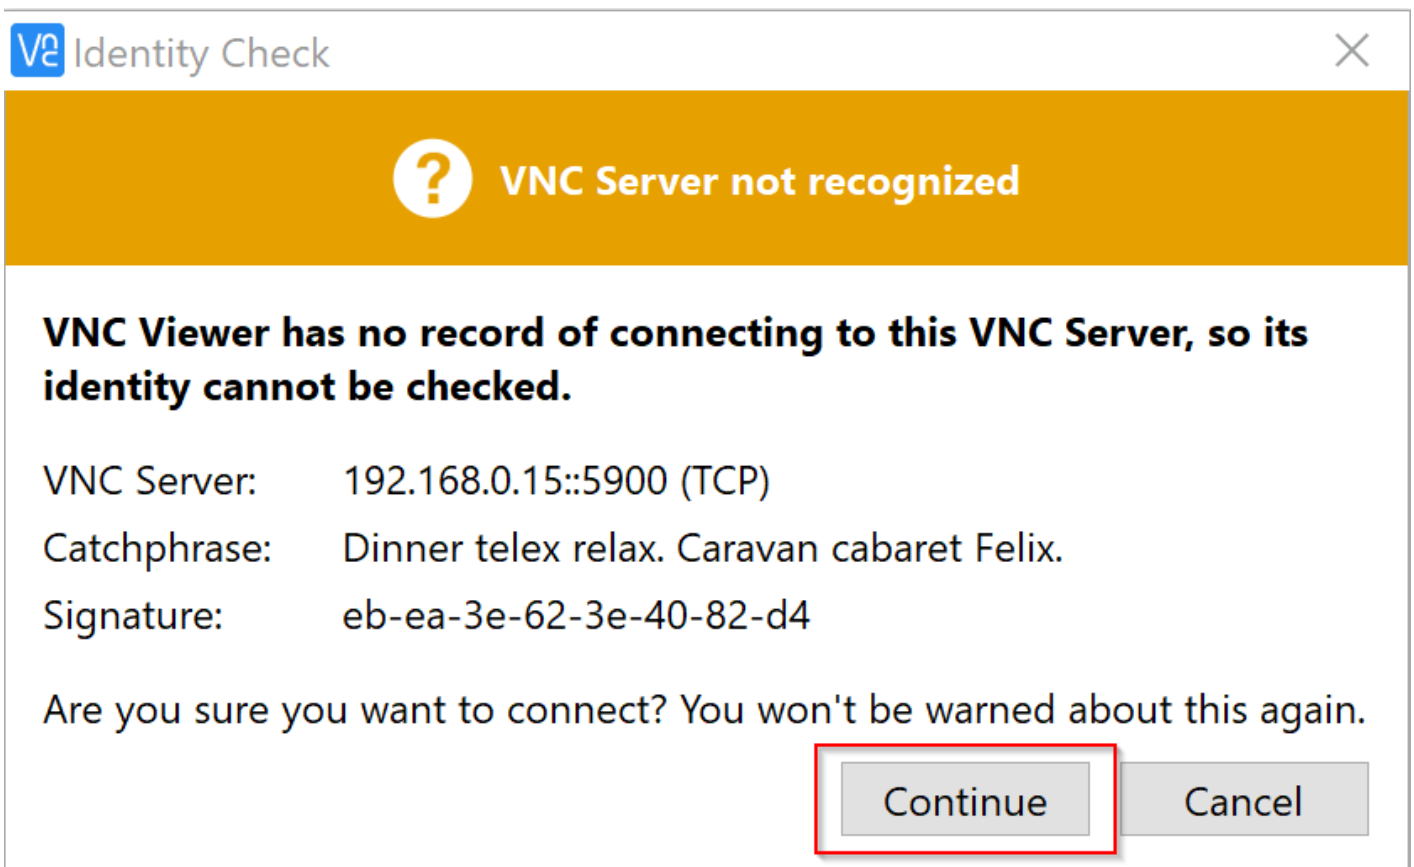 VNC Identity Check
? VNC Server not recognized
VNC Viewer has no record of connecting to this VNC Server, so its
identity cannot be checked.
VNC Server: 192.168.0.15::5900 (TCP)
Catchphrase: Dinner telex relax. Caravan cabaret Felix.
Signature: eb-ea-3e-62-3e-40-82-d4
Are you sure you want to connect? You won't be warned about this again.
Continue Cancel